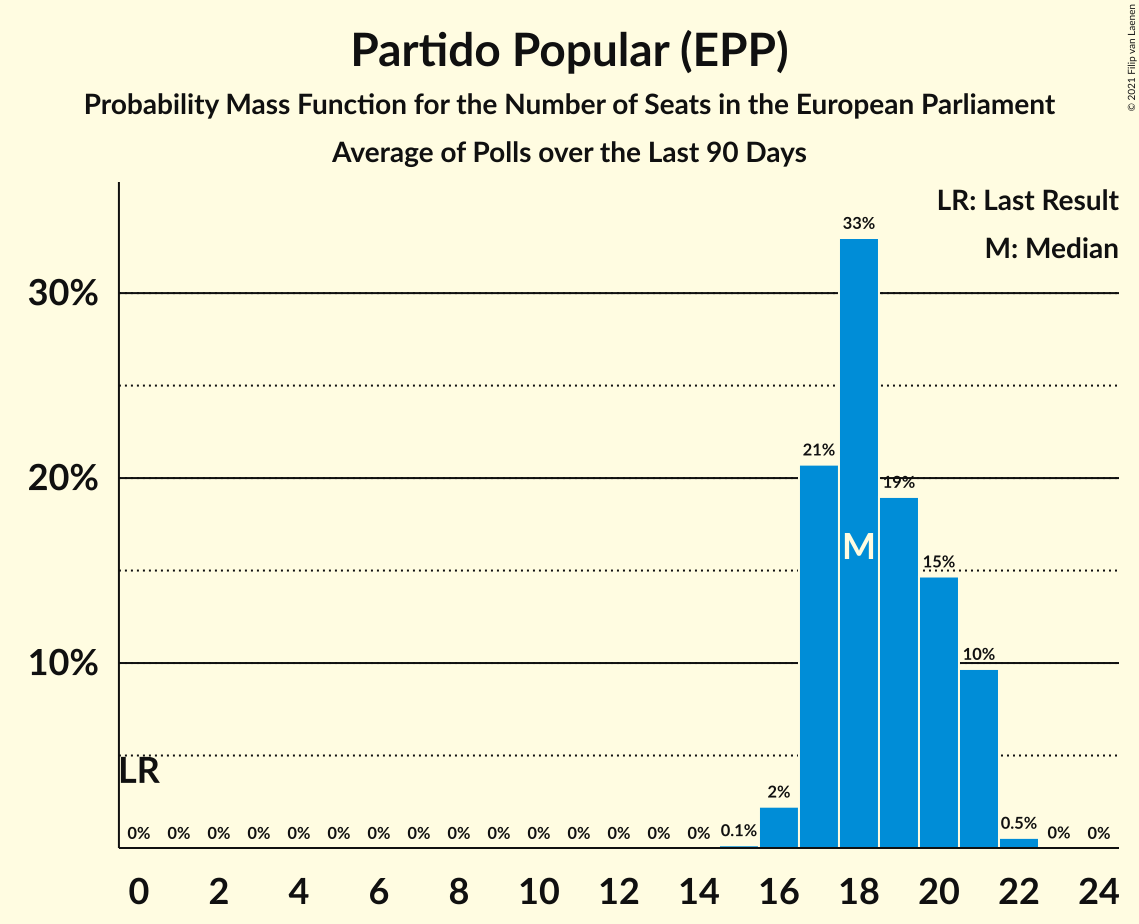 Partido Popular (EPP)
Probability Mass Function for the Number of Seats in the European Parliament
Average of Polls over the Last 90 Days
© 2021 Filip van Laenen
LR: Last Result
M: Median
30%
20%
10%
33%
21%
19%
15%
10%
2%
0.1%
0.5%
M
LR
0% 0% 0% 0% 0% 0% 0% 0% 0% 0% 0% 0% 0% 0% 0% 0% 0%
0 2 4 6 8 10 12 14 16 18 20 22 24